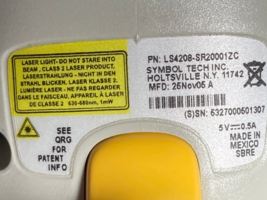 LASER LIGHT- DO NOT STARE INTO
BEAM, CLASS 2 LASER PRODUCT.
LASERSTRAHLUNG - NICHT IN DEN
STRAHL BLICKEN, LASER KLASSE 2,
LUMIÈRE LASER - NE PAS REGARDER
DANS LE FAISCEAU, APPAREIL À LASER
DE CLASSE 2 630-680nm, 1mW
SEE
QRG
FOR
PATENT
INFO
PN: LS4208-SR20001ZC
SYMBOL TECH INC.
HOLTSVILLE N.Y. 11742
MFD: 25Nov05 A
(S)SN: 5327000501307
5V⎓0.5A
MADE IN
MEXICO
SBRE